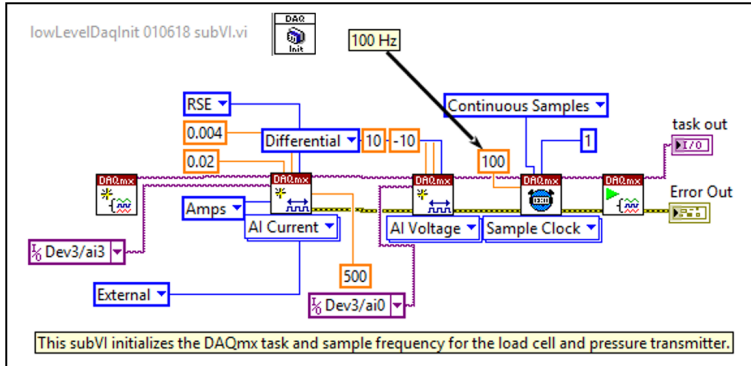 lowLevelDaqInit 010618 subVI.vi
DAQ
Init
100 Hz
RSE
Continuous Samples
0.004
Differential
10
-10
1
task out
I/O
0.02
100
DAQmx
DAQmx
DAQmx
DAQmx
DAQmx
Amps
AI Current
AI Voltage
Sample Clock
Error Out
I/O Dev3/ai3
500
External
I/O Dev3/ai0
This subVI initializes the DAQmx task and sample frequency for the load cell and pressure transmitter.